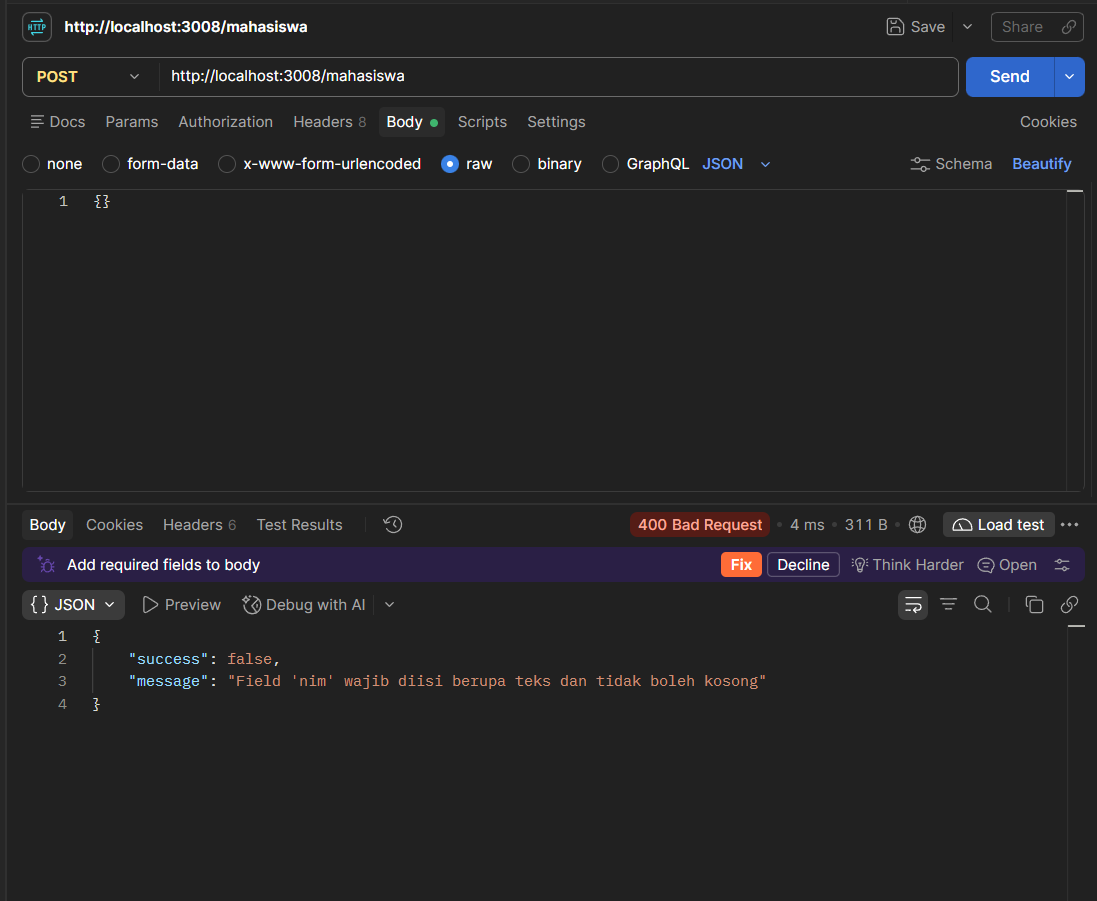 HTTP http://localhost:3008/mahasiswa Save Share
POST http://localhost:3008/mahasiswa Send
Docs Params Authorization Headers 8 Body Scripts Settings Cookies
none form-data x-www-form-urlencoded raw binary GraphQL JSON Schema Beautify
1 {}
Body Cookies Headers 6 Test Results 400 Bad Request • 4 ms • 311 B • Load test
Add required fields to body Fix Decline Think Harder Open
{} JSON Preview Debug with AI
1 {
2 "success": false,
3 "message": "Field 'nim' wajib diisi berupa teks dan tidak boleh kosong"
4 }